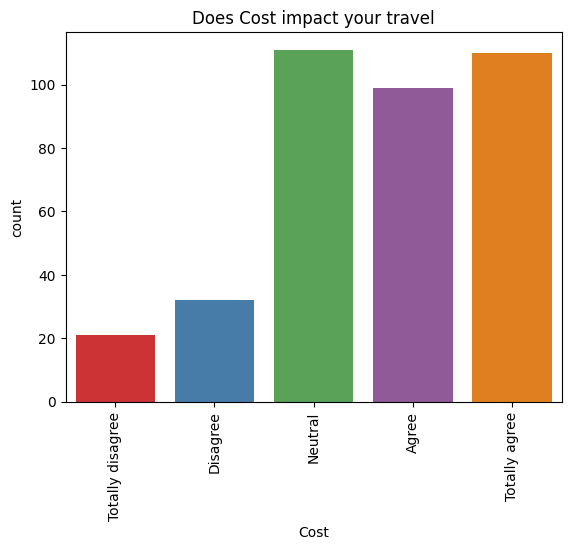 Does Cost impact your travel
count
100
80
60
40
20
0
Totally disagree
Disagree
Neutral
Agree
Totally agree
Cost